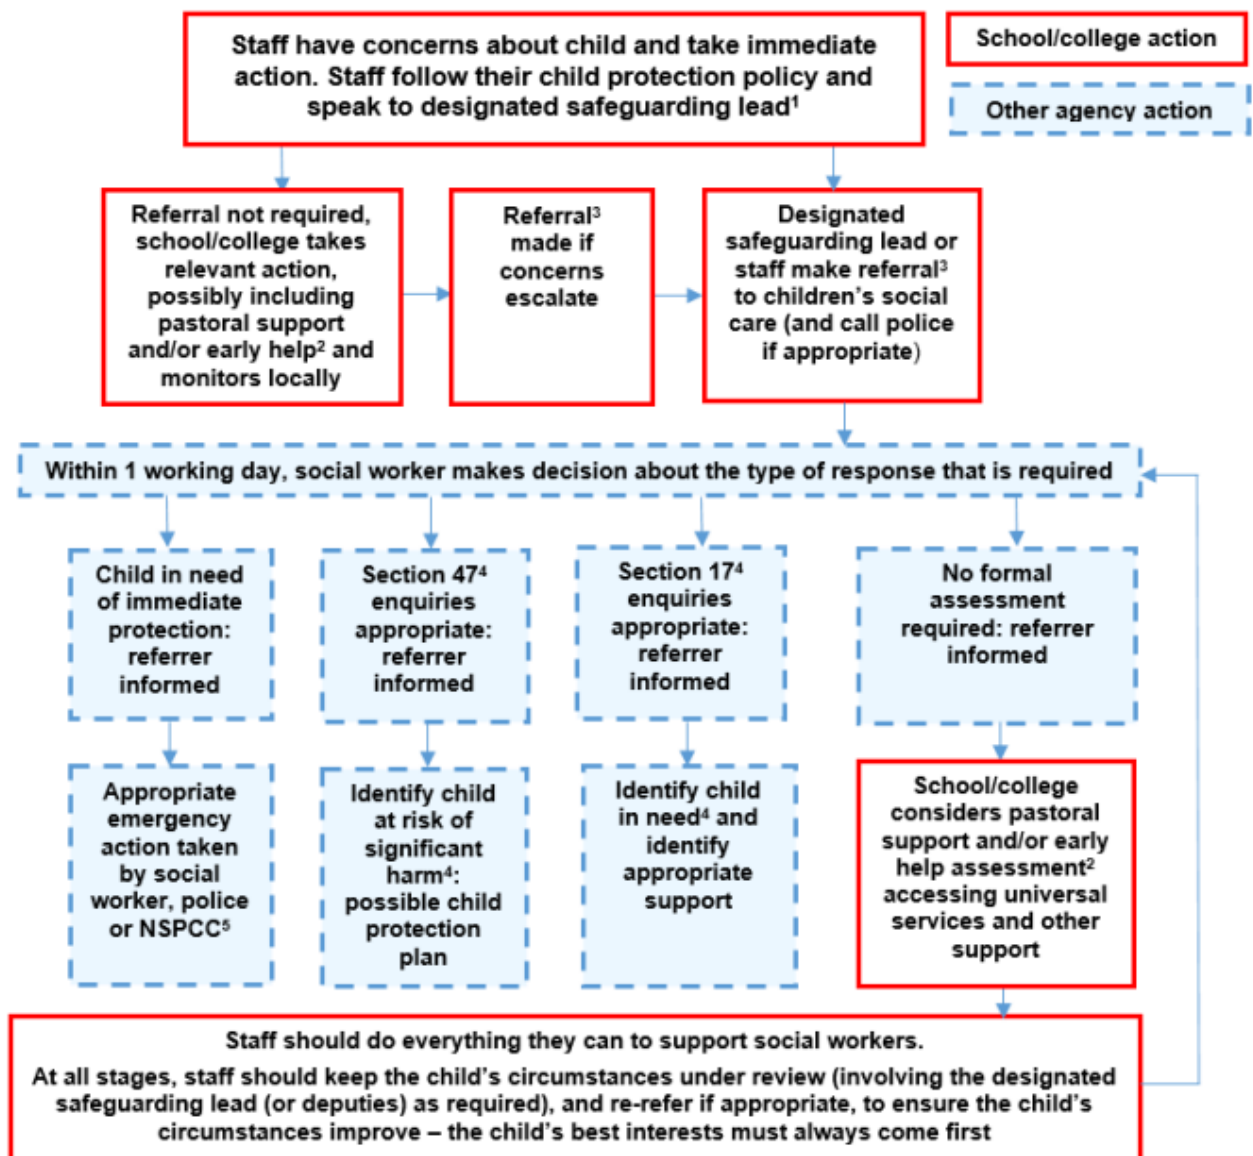 Staff have concerns about child and take immediate
action. Staff follow their child protection policy and
speak to designated safeguarding lead¹
School/college action
Other agency action
Referral not required,
school/college takes
relevant action,
possibly including
pastoral support
and/or early help² and
monitors locally
Referral³
made if
concerns
escalate
Designated
safeguarding lead or
staff make referral³
to children’s social
care (and call police
if appropriate)
Within 1 working day, social worker makes decision about the type of response that is required
Child in need
of immediate
protection:
referrer
informed
Section 47⁴
enquiries
appropriate:
referrer
informed
Section 17⁴
enquiries
appropriate:
referrer
informed
No formal
assessment
required: referrer
informed
Appropriate
emergency
action taken
by social
worker, police
or NSPCC⁵
Identify child
at risk of
significant
harm⁴:
possible child
protection
plan
Identify child
in need⁴ and
identify
appropriate
support
School/college
considers pastoral
support and/or early
help assessment²
accessing universal
services and other
support
Staff should do everything they can to support social workers.
At all stages, staff should keep the child’s circumstances under review (involving the designated
safeguarding lead (or deputies) as required), and re-refer if appropriate, to ensure the child’s
circumstances improve – the child’s best interests must always come first